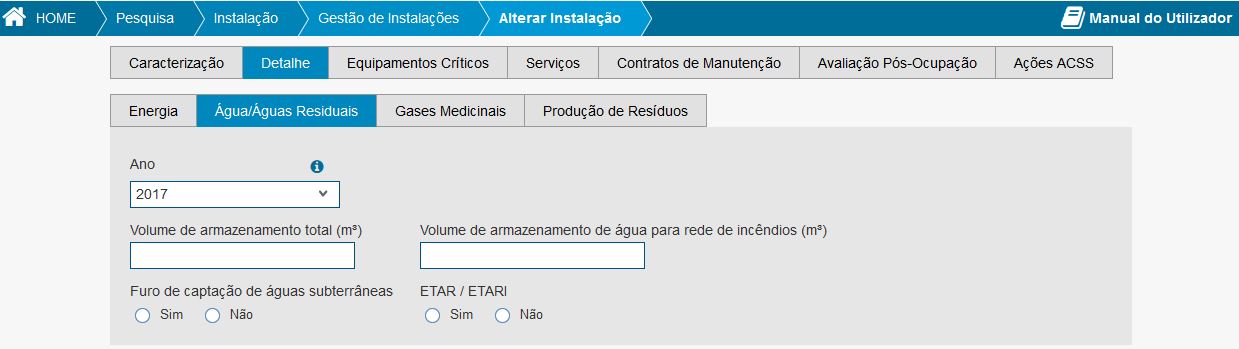 HOME Pesquisa Instalação Gestão de Instalações Alterar Instalação Manual do Utilizador
Caracterização Detalhe Equipamentos Críticos Serviços Contratos de Manutenção Avaliação Pós-Ocupação Ações ACSS
Energia Água/Águas Residuais Gases Medicinais Produção de Resíduos
Ano
2017
Volume de armazenamento total (m³) Volume de armazenamento de água para rede de incêndios (m³)
Furo de captação de águas subterrâneas ETAR / ETARI
Sim Não Sim Não